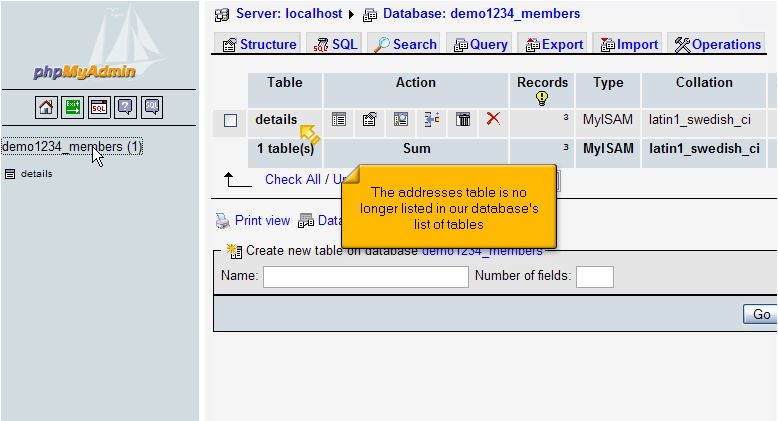 Server: localhost Database: demo1234_members
phpMyAdmin
Structure SQL Search Query Export Import Operations
SQL
demo1234_members (1)
details
Table Action Records Type Collation
details 3 MyISAM latin1_swedish_ci
1 table(s) Sum 3 MyISAM latin1_swedish_ci
Check All /
The addresses table is no
longer listed in our database's
list of tables
Print view
Create new table on database demo1234_members
Name: Number of fields:
Go